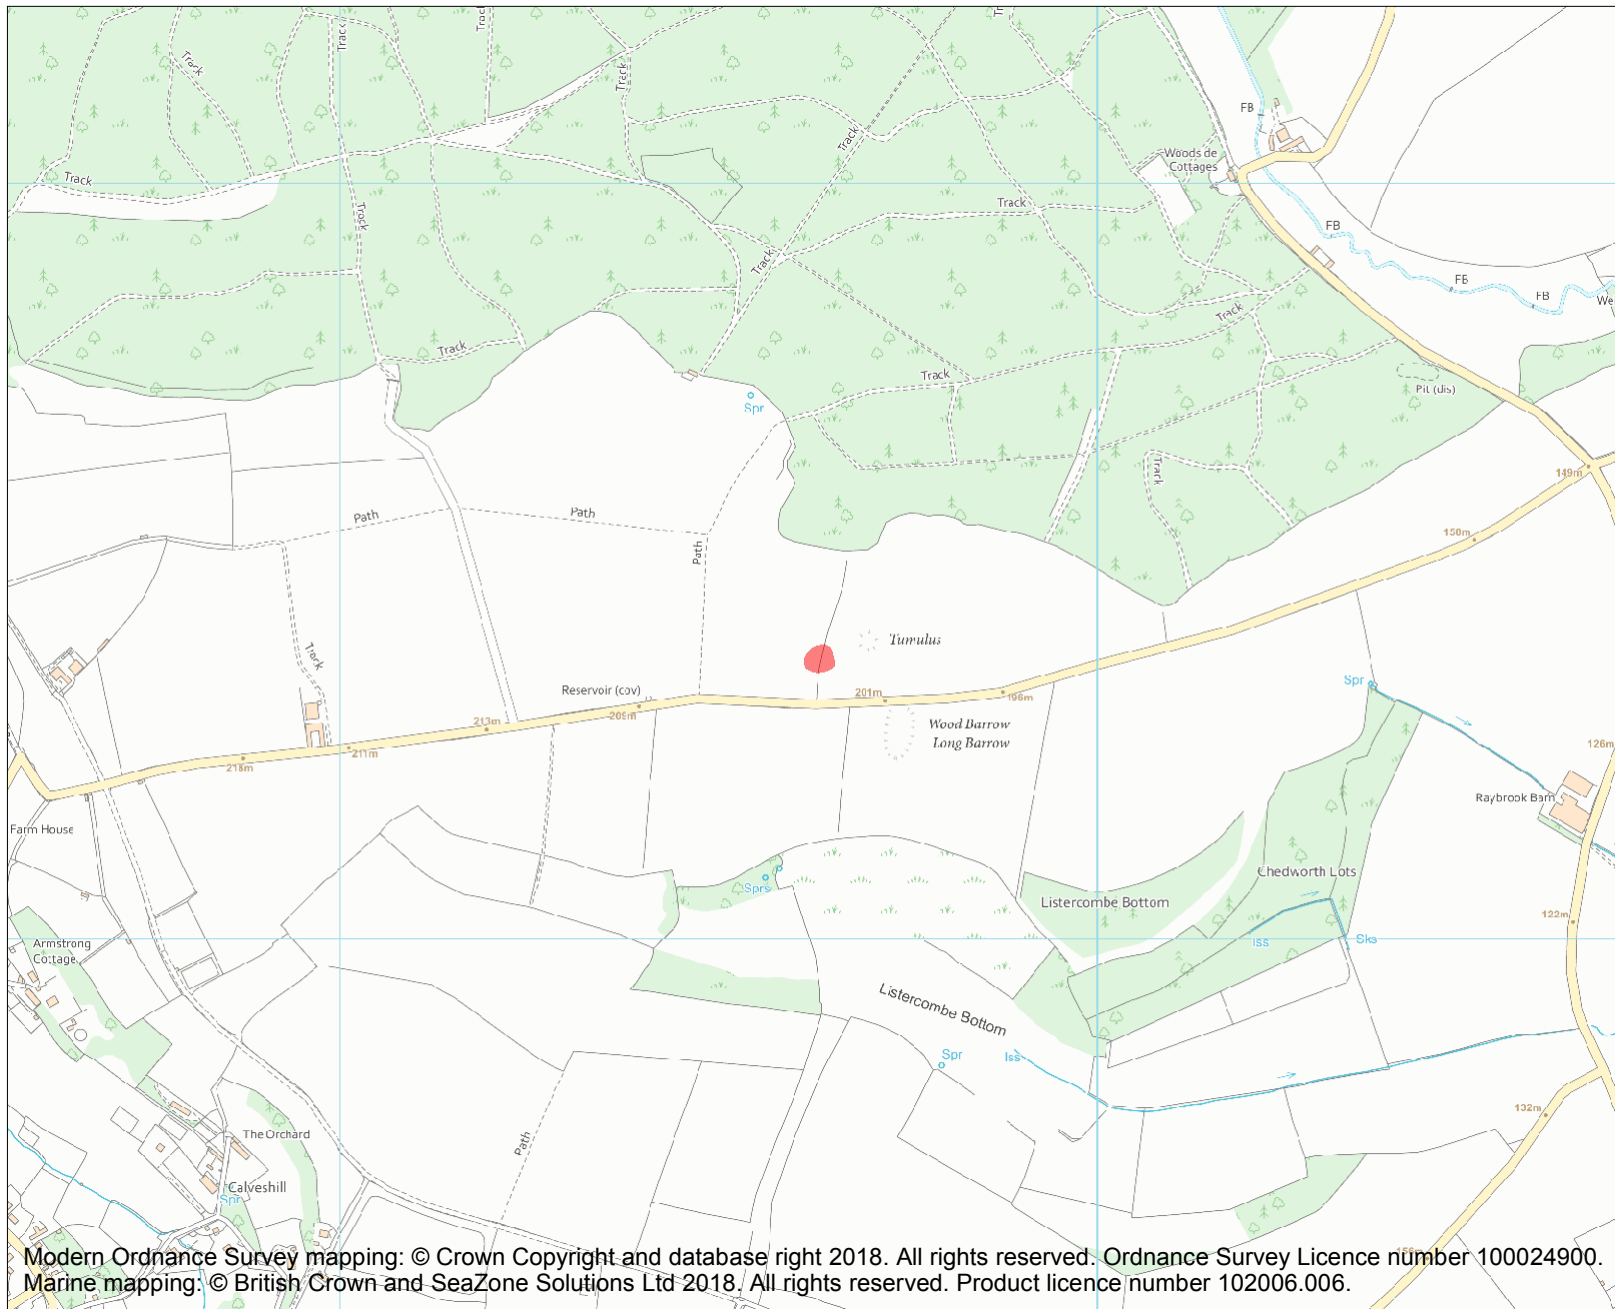 Track
Track
Track
Tr
Track
FB
Track
Woods de
Cottages
Track
Track
Track
FB
Track
FB
FB
We
Track
Track
Track
Pit (dis)
Spr
Track
149m
Path
Path
150m
Path
Tumulus
Track
Spr
Reservoir (cov)
201m
196m
209m
213m
Wood Barrow
Long Barrow
211m
218m
126m
Raybrook Barn
Farm House
Chedworth Lots
Sprs
Listercombe Bottom
122m
Armstrong
Cottage
Iss
Sks
Listercombe Bottom
Spr
Iss
132m
The Orchard
Path
Calveshill
Spr
156m
Modern Ordnance Survey mapping: © Crown Copyright and database right 2018. All rights reserved. Ordnance Survey Licence number 100024900.
Marine mapping: © British Crown and SeaZone Solutions Ltd 2018. All rights reserved. Product licence number 102006.006.